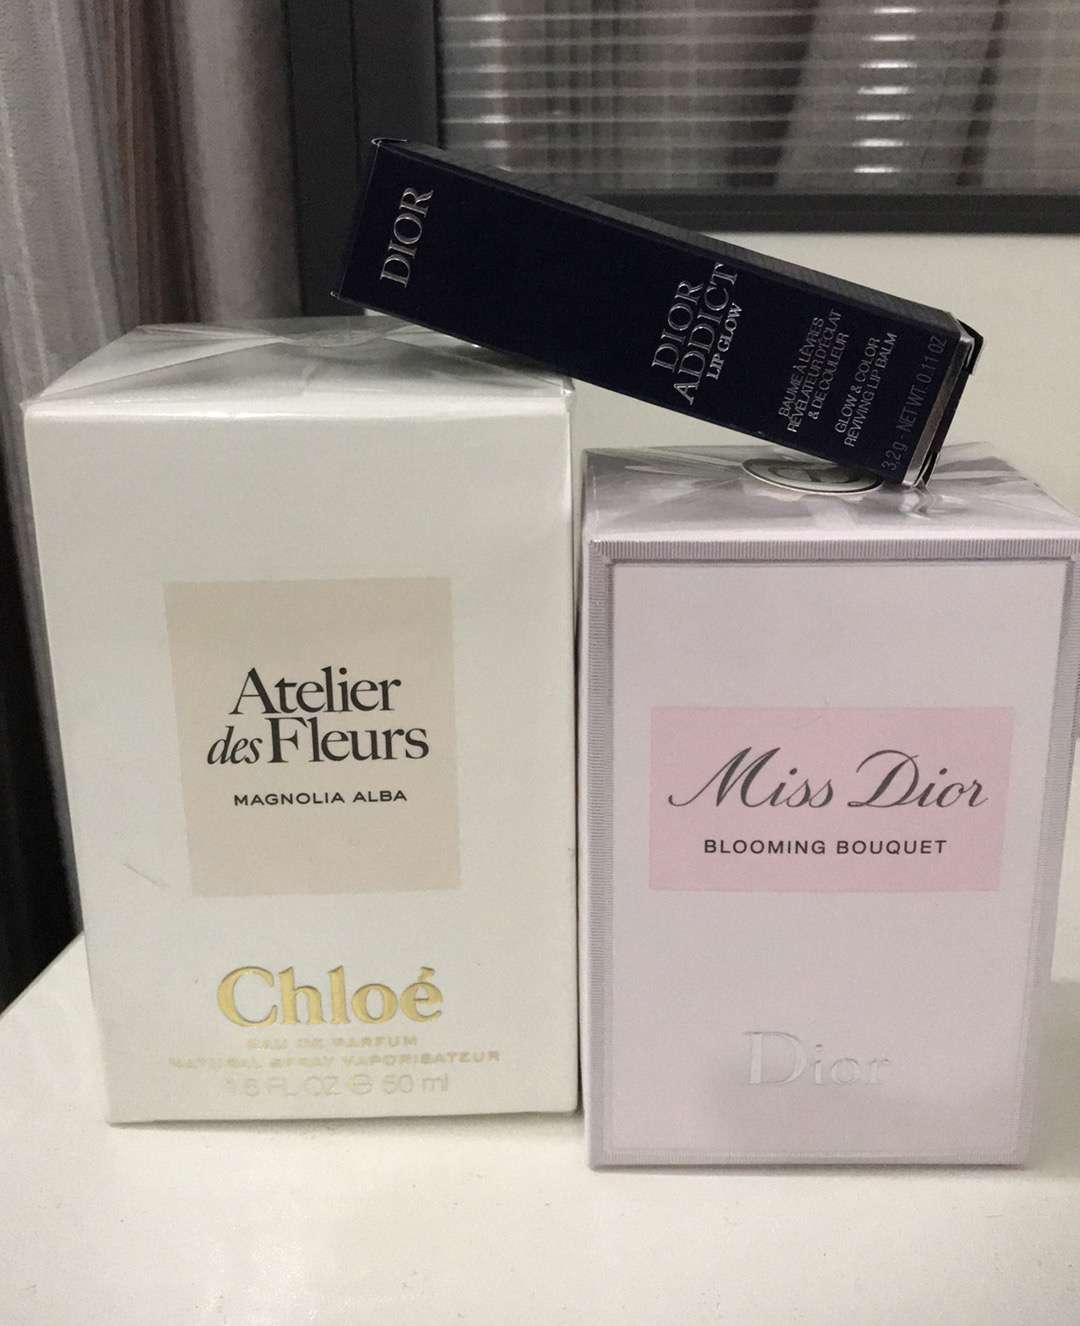 DIOR
DIOR
ADDICT
LIP GLOW
BAUME À LÈVRES
RÉVÉLATEUR D'ÉCLAT
& DE COULEUR
GLOW & COLOR
REVIVING LIP BALM
3,2 g - NET WT. 0.11 OZ
Atelier
des Fleurs
MAGNOLIA ALBA
Chloé
EAU DE PARFUM
NATURAL SPRAY VAPORISATEUR
1.6 FL.OZ ℮ 50 ml
Miss Dior
BLOOMING BOUQUET
Dior